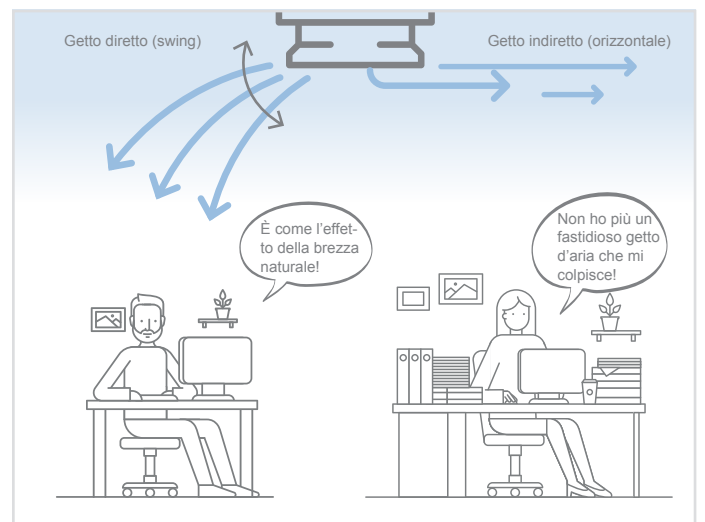 Getto diretto (swing)
Getto indiretto (orizzontale)
È come l'effet-
to della brezza
naturale!
Non ho più un
fastidioso getto
d'aria che mi
colpisce!